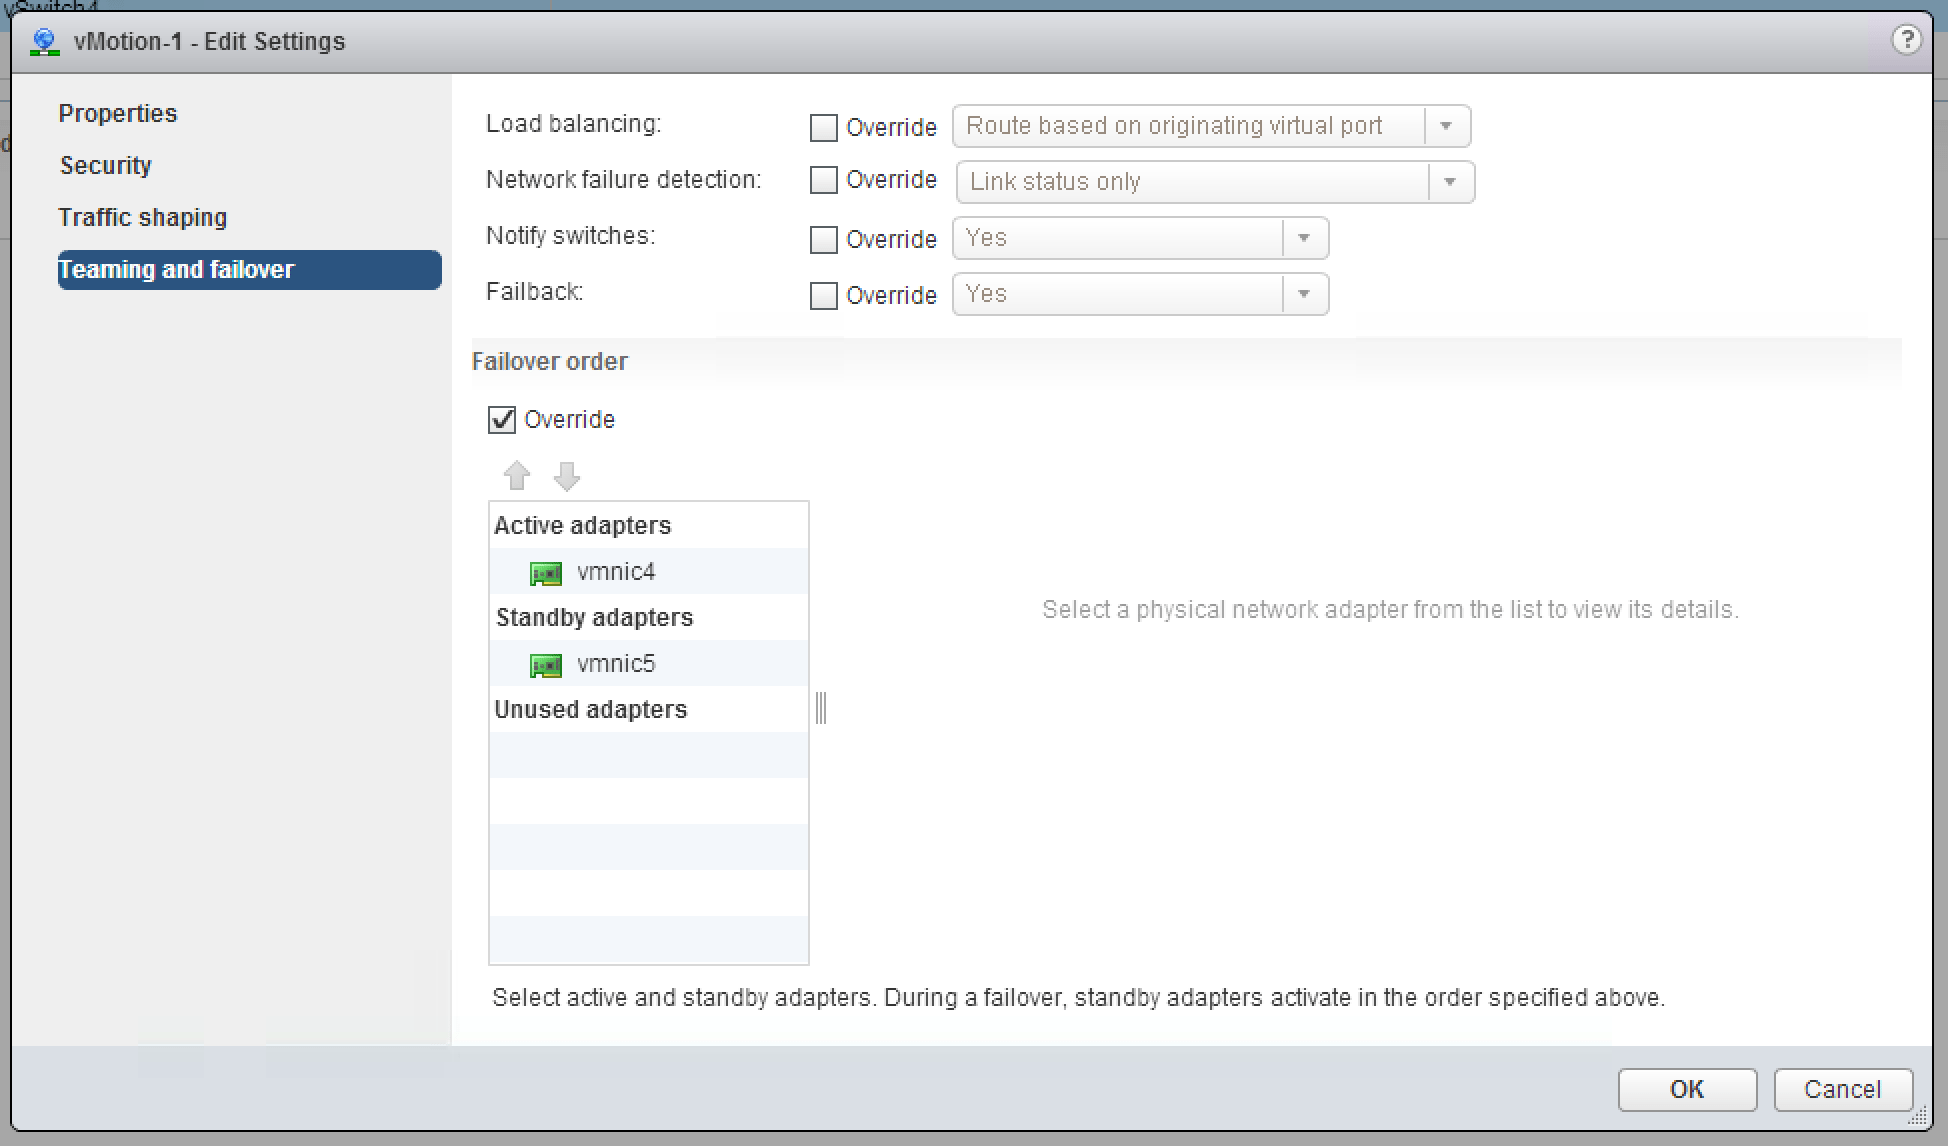 vSwitch4
vMotion-1 - Edit Settings
?
Properties
Security
Traffic shaping
Teaming and failover
Load balancing: Override Route based on originating virtual port
Network failure detection: Override Link status only
Notify switches: Override Yes
Failback: Override Yes
Failover order
Override
Active adapters
vmnic4
Standby adapters
vmnic5
Unused adapters
Select a physical network adapter from the list to view its details.
Select active and standby adapters. During a failover, standby adapters activate in the order specified above.
OK Cancel